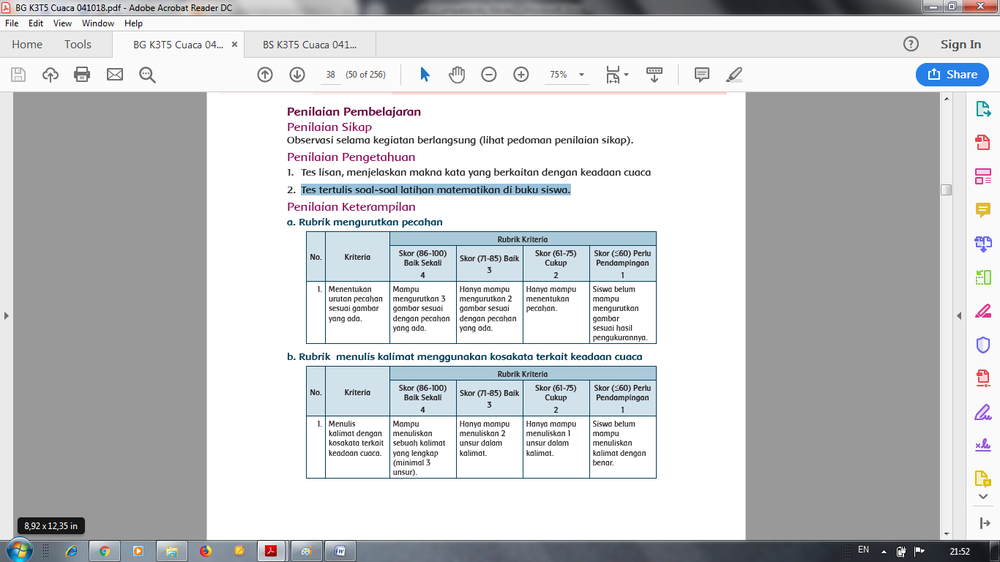 BG K3T5 Cuaca 041018.pdf - Adobe Acrobat Reader DC
File Edit View Window Help
Home Tools BG K3T5 Cuaca 04... × BS K3T5 Cuaca 041... Sign In
38 (50 of 256) 75% Share
Penilaian Pembelajaran
Penilaian Sikap
Observasi selama kegiatan berlangsung (lihat pedoman penilaian sikap).
Penilaian Pengetahuan
1. Tes lisan, menjelaskan makna kata yang berkaitan dengan keadaan cuaca
2. Tes tertulis soal-soal latihan matematikan di buku siswa.
Penilaian Keterampilan
a. Rubrik mengurutkan pecahan
No.
Kriteria
Rubrik Kriteria
Skor (86-100)
Baik Sekali
4
Skor (71-85) Baik
3
Skor (61-75)
Cukup
2
Skor (≤60) Perlu
Pendampingan
1
1.
Menentukan
urutan pecahan
sesuai gambar
yang ada.
Mampu
mengurutkan 3
gambar sesuai
dengan pecahan
yang ada.
Hanya mampu
mengurutkan 2
gambar sesuai
dengan pecahan
yang ada.
Hanya mampu
menentukan
pecahan.
Siswa belum
mampu
mengurutkan
gambar
sesuai hasil
pengukurannya.
b. Rubrik menulis kalimat menggunakan kosakata terkait keadaan cuaca
No.
Kriteria
Rubrik Kriteria
Skor (86-100)
Baik Sekali
4
Skor (71-85) Baik
3
Skor (61-75)
Cukup
2
Skor (≤60) Perlu
Pendampingan
1
1.
Menulis
kalimat dengan
kosakata terkait
keadaan cuaca.
Mampu
menuliskan
sebuah kalimat
yang lengkap
(minimal 3
unsur).
Hanya mampu
menuliskan 2
unsur dalam
kalimat.
Hanya mampu
menuliskan 1
unsur dalam
kalimat.
Siswa belum
mampu
menuliskan
kalimat dengan
benar.
8,92 x 12,35 in
EN 21:52